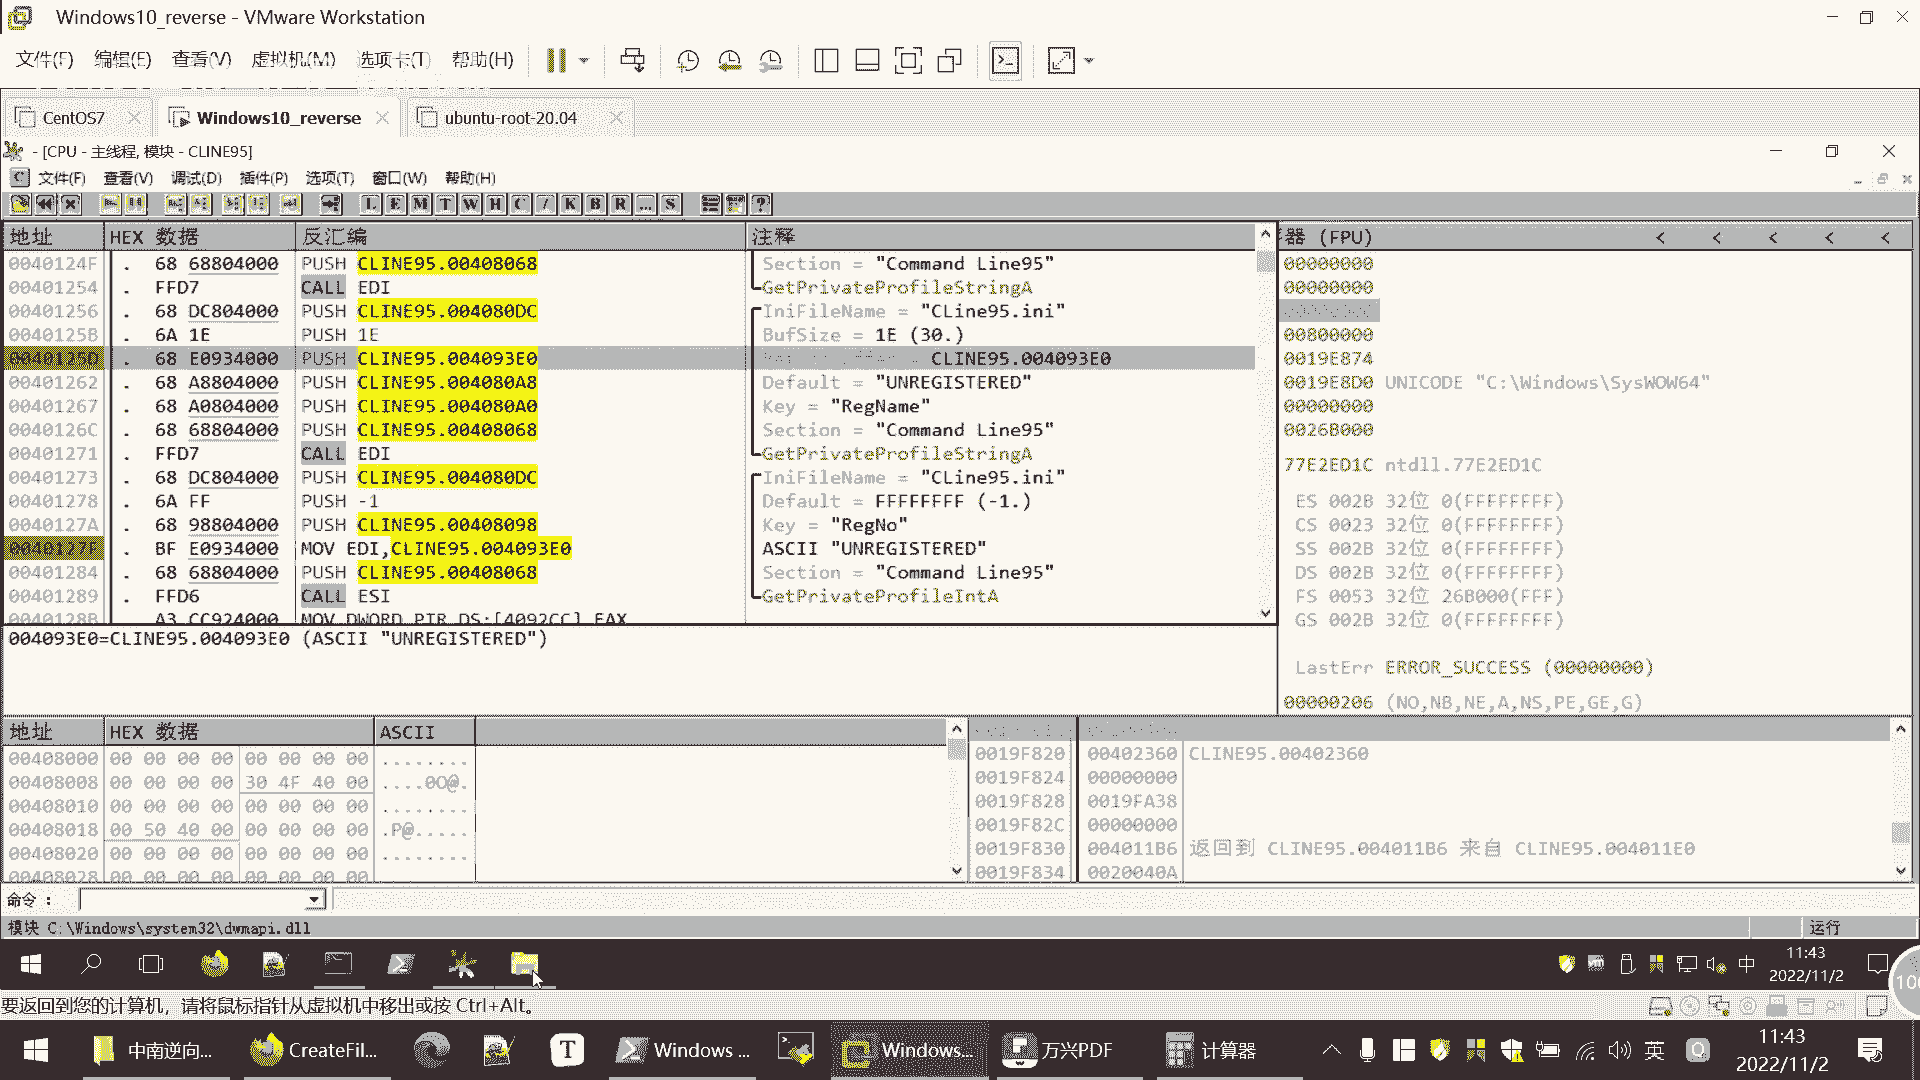 Windows10_reverse - VMware Workstation
文件(F) 编辑(E) 查看(V) 虚拟机(M) 选项卡(T) 帮助(H)
CentOS7 Windows10_reverse ubuntu-root-20.04
- [CPU - 主线程, 模块 - CLINE95]
C 文件(F) 查看(V) 调试(D) 插件(P) 选项(T) 窗口(W) 帮助(H)
L E M T W H C / K B R ... S ?
地址 HEX 数据 反汇编 注释 器 (FPU) < < < < <
0040124F . 68 68804000 PUSH CLINE95.00408068 Section = "Command Line95" 00000000
00401254 . FFD7 CALL EDI GetPrivateProfileStringA 00000000
00401256 . 68 DC804000 PUSH CLINE95.004080DC IniFileName = "CLine95.ini"
0040125B . 6A 1E PUSH 1E BufSize = 1E (30.) 00800000
0040125D . 68 E0934000 PUSH CLINE95.004093E0 CLINE95.004093E0 0019E874
00401262 . 68 A8804000 PUSH CLINE95.004080A8 Default = "UNREGISTERED" 0019E8D0 UNICODE "C:\Windows\SysWOW64"
00401267 . 68 A0804000 PUSH CLINE95.004080A0 Key = "RegName" 00000000
0040126C . 68 68804000 PUSH CLINE95.00408068 Section = "Command Line95" 0026B000
00401271 . FFD7 CALL EDI GetPrivateProfileStringA 77E2ED1C ntdll.77E2ED1C
00401273 . 68 DC804000 PUSH CLINE95.004080DC IniFileName = "CLine95.ini"
00401278 . 6A FF PUSH -1 Default = FFFFFFFF (-1.) ES 002B 32位 0(FFFFFFFF)
0040127A . 68 98804000 PUSH CLINE95.00408098 Key = "RegNo" CS 0023 32位 0(FFFFFFFF)
0040127F . BF E0934000 MOV EDI,CLINE95.004093E0 ASCII "UNREGISTERED" SS 002B 32位 0(FFFFFFFF)
00401284 . 68 68804000 PUSH CLINE95.00408068 Section = "Command Line95" DS 002B 32位 0(FFFFFFFF)
00401289 . FFD6 CALL ESI GetPrivateProfileIntA FS 0053 32位 26B000(FFF)
0040128B . A3 CC924000 MOV DWORD PTR DS:[4092CC],EAX GS 002B 32位 0(FFFFFFFF)
004093E0=CLINE95.004093E0 (ASCII "UNREGISTERED")
LastErr ERROR_SUCCESS (00000000)
00000206 (NO,NB,NE,A,NS,PE,GE,G)
地址 HEX 数据 ASCII
00408000 00 00 00 00 00 00 00 00 ........ 0019F820 00402360 CLINE95.00402360
00408008 00 00 00 00 30 4F 40 00 ....0O@. 0019F824 00000000
00408010 00 00 00 00 00 00 00 00 ........ 0019F828 0019FA38
00408018 00 50 40 00 00 00 00 00 .P@..... 0019F82C 00000000
00408020 00 00 00 00 00 00 00 00 ........ 0019F830 004011B6 返回到 CLINE95.004011B6 来自 CLINE95.004011E0
00408028 00 00 00 00 00 00 00 00 ........ 0019F834 0020040A
命令 :
模块 C:\Windows\system32\dwmapi.dll 运行
中 11:43
2022/11/2
要返回到您的计算机，请将鼠标指针从虚拟机中移出或按 Ctrl+Alt。
中南逆向... CreateFil... T Windows ... Windows... 万兴PDF 计算器 英 Q 11:43
2022/11/2